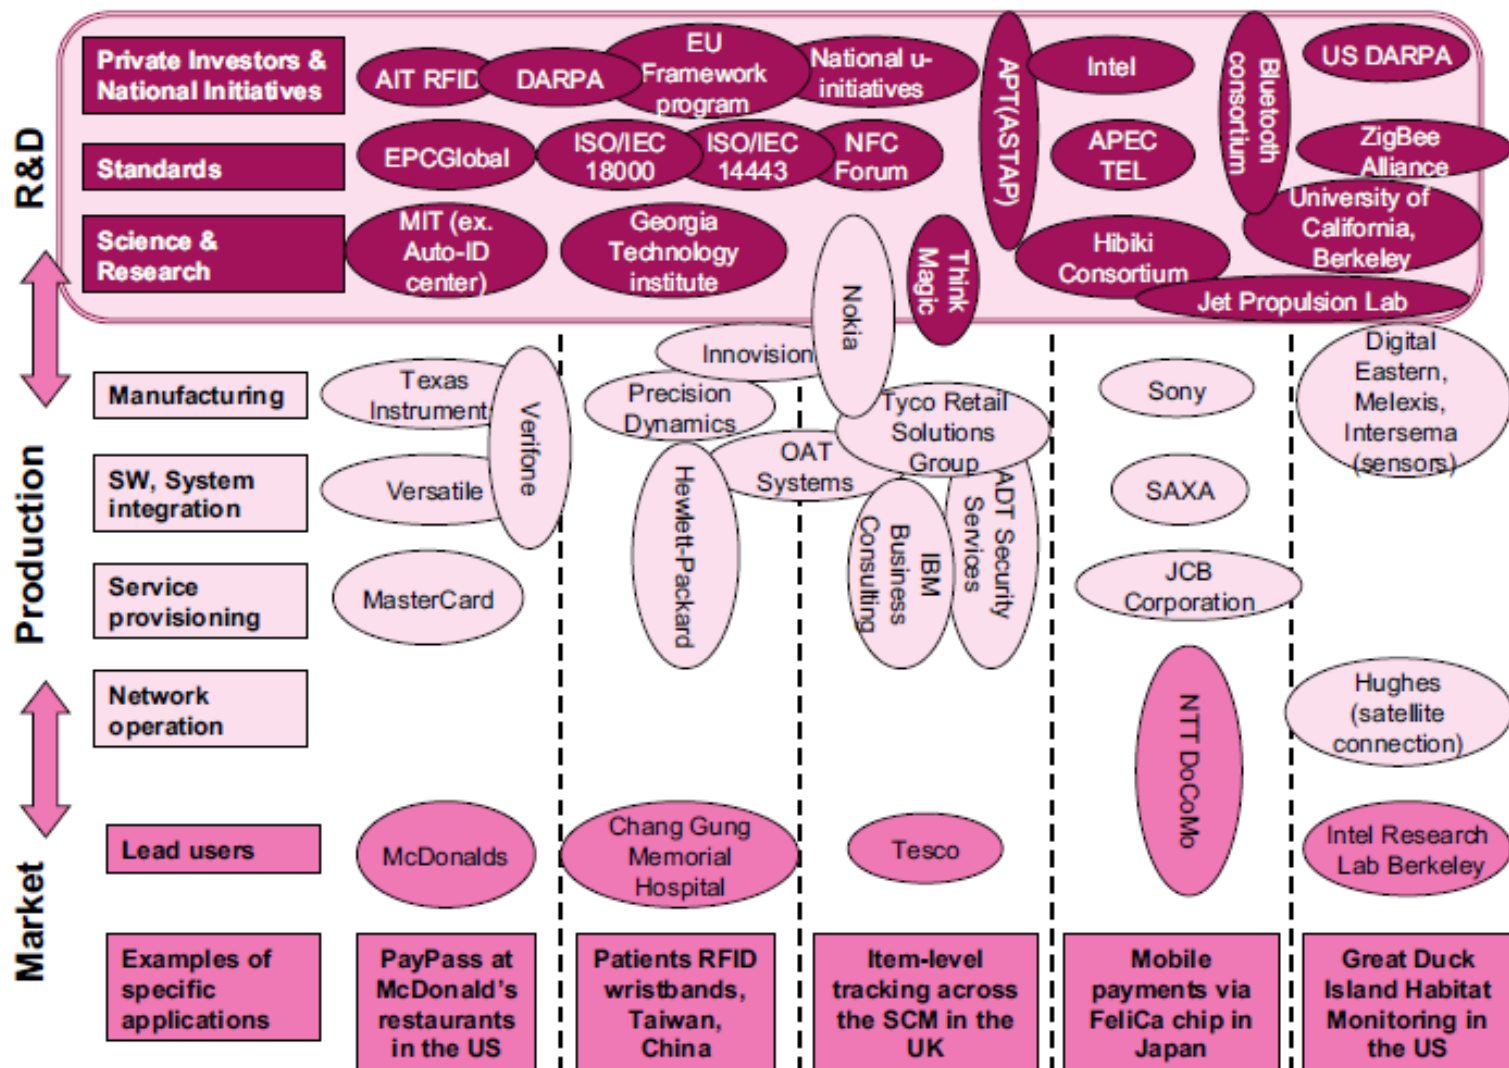 R&D
Production
Market
Private Investors &
National Initiatives
AIT RFID
DARPA
EU
Framework
program
National u-
initiatives
APT(ASTAP)
Intel
Bluetooth
consortium
US DARPA
Standards
EPCGlobal
ISO/IEC
18000
ISO/IEC
14443
NFC
Forum
APEC
TEL
ZigBee
Alliance
Science &
Research
MIT (ex.
Auto-ID
center)
Georgia
Technology
institute
Nokia
Think
Magic
Hibiki
Consortium
University of
California,
Berkeley
Jet Propulsion Lab
Manufacturing
Texas
Instrument
Verifone
Innovision
Precision
Dynamics
Tyco Retail
Solutions
Group
Sony
Digital
Eastern,
Melexis,
Intersema
(sensors)
SW, System
integration
Versatile
Hewlett-Packard
OAT
Systems
IBM
Business
Consulting
ADT Security
Services
SAXA
Service
provisioning
MasterCard
JCB
Corporation
Network
operation
NTT DoCoMo
Hughes
(satellite
connection)
Lead users
McDonalds
Chang Gung
Memorial
Hospital
Tesco
Intel Research
Lab Berkeley
Examples of
specific
applications
PayPass at
McDonald's
restaurants
in the US
Patients RFID
wristbands,
Taiwan,
China
Item-level
tracking across
the SCM in the
UK
Mobile
payments via
FeliCa chip in
Japan
Great Duck
Island Habitat
Monitoring in
the US